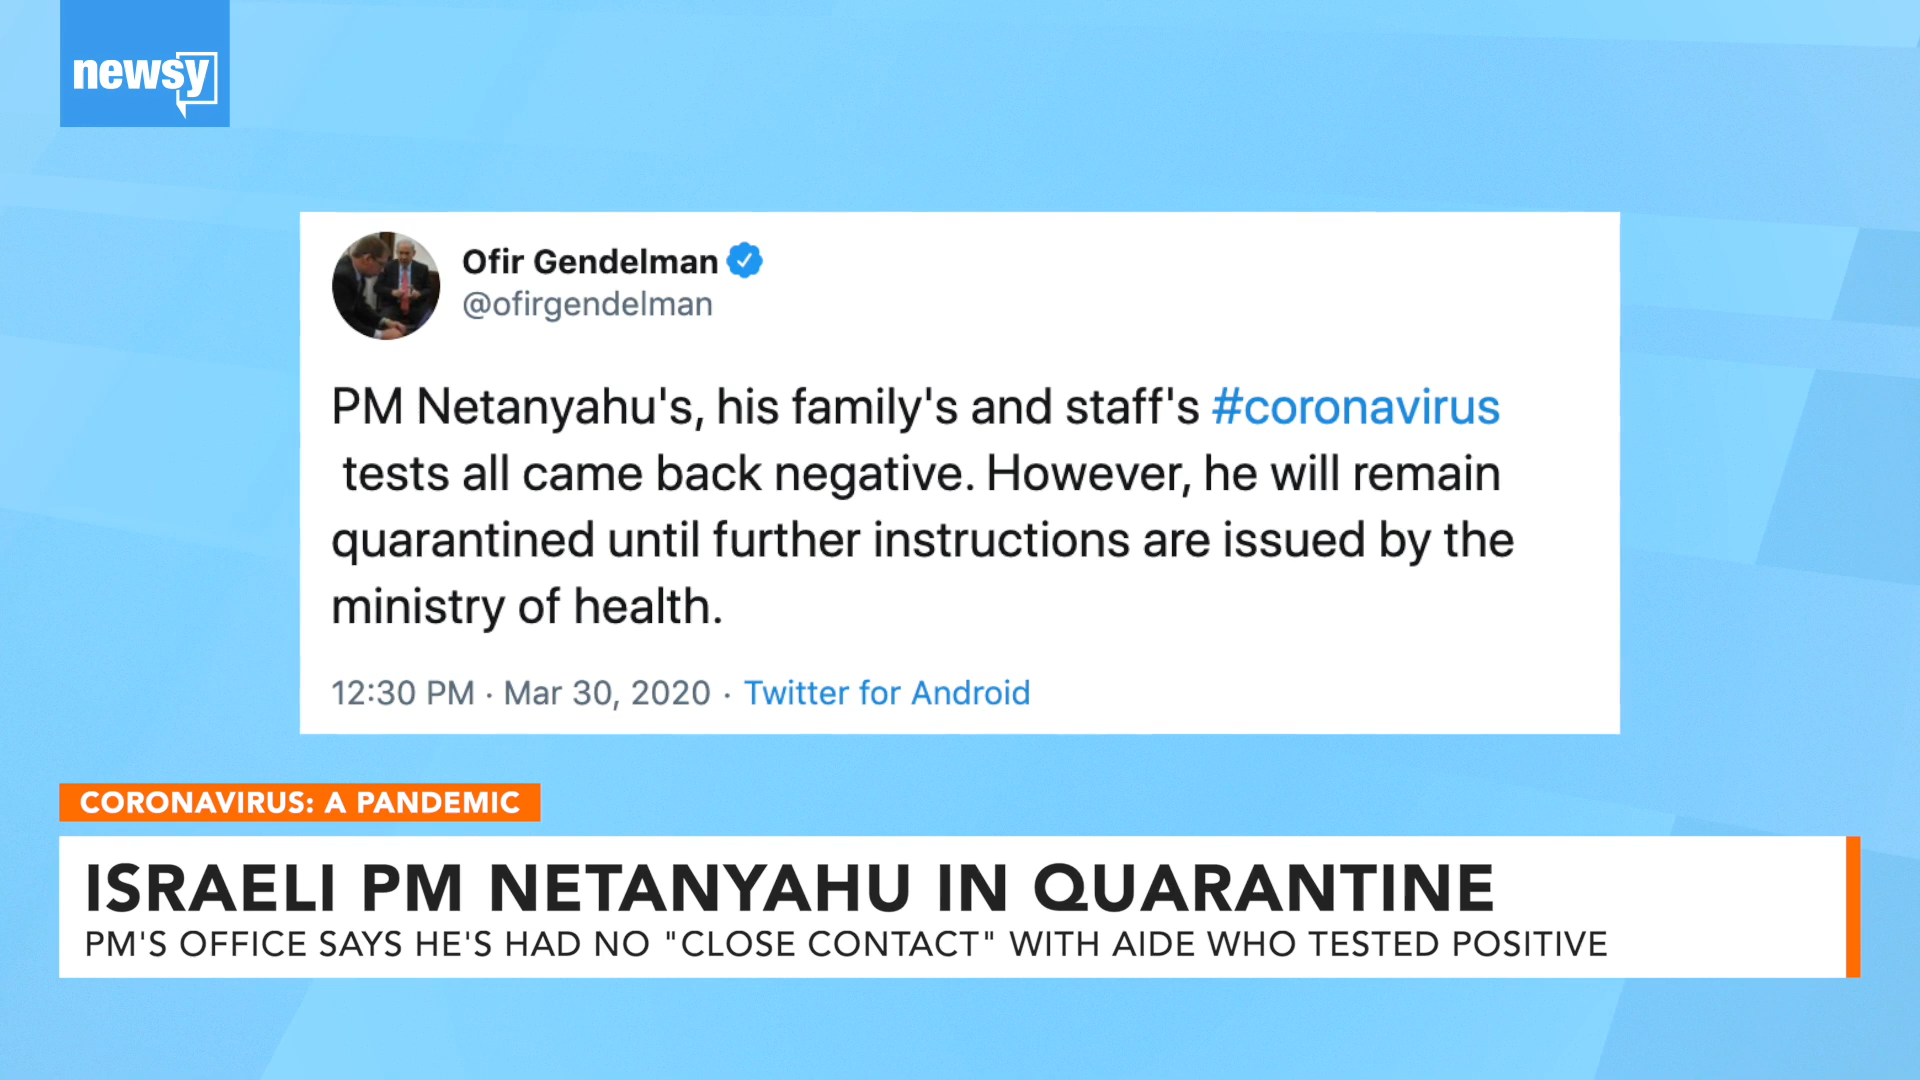 newsy
Ofir Gendelman
@ofirgendelman
PM Netanyahu's, his family's and staff's #coronavirus
tests all came back negative. However, he will remain
quarantined until further instructions are issued by the
ministry of health.
12:30 PM · Mar 30, 2020 · Twitter for Android
CORONAVIRUS: A PANDEMIC
ISRAELI PM NETANYAHU IN QUARANTINE
PM'S OFFICE SAYS HE'S HAD NO "CLOSE CONTACT" WITH AIDE WHO TESTED POSITIVE